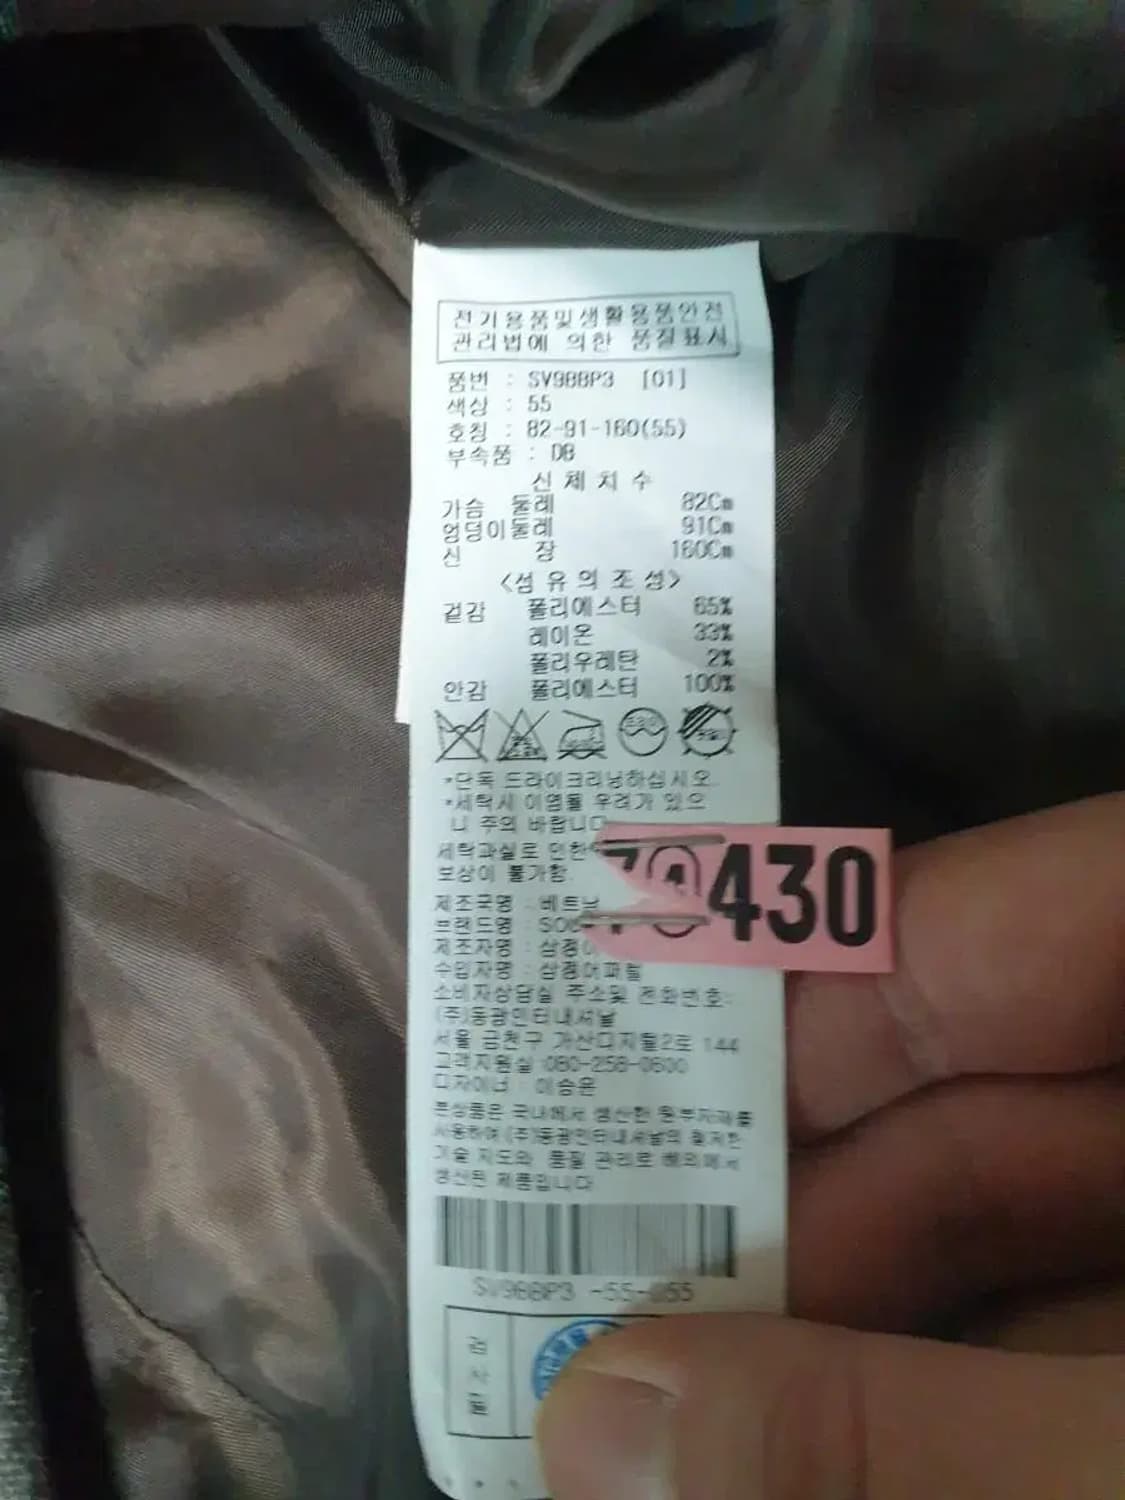 전기용품및생활용품안전
관리법에 의한 품질표시
품번 : SV9BBP3 [01]
색상 : 55
호칭 : 82-91-160(55)
부속품 : DB
신 체 치 수
가슴 둘레 82Cm
엉덩이둘레 91Cm
신 장 160Cm
<섬 유 의 조 성>
겉감 폴리에스터 65%
레이온 33%
폴리우레탄 2%
안감 폴리에스터 100%
*단독 드라이크리닝하십시오.
*세탁시 이염될 우려가 있으
니 주의 바랍니다
세탁과실로 인한
보상이 불가함.
430
제조국명 : 베트남
브랜드명 :
제조자명 : 삼정
수입자명 : 삼정어패럴
소비자상담실 주소및 전화번호:
(주)동광인터내셔날
서울 금천구 가산디지털2로 144
고객지원실 :080-258-0600
디자이너 : 이승은
본상품은 국내에서 생산한 원부자재를
사용하여 (주)동광인터내셔날의 철저한
기술 지도와 품질 관리로 해외에서
생산된 제품입니다
SV9BBP3 -55-055
검
사
필